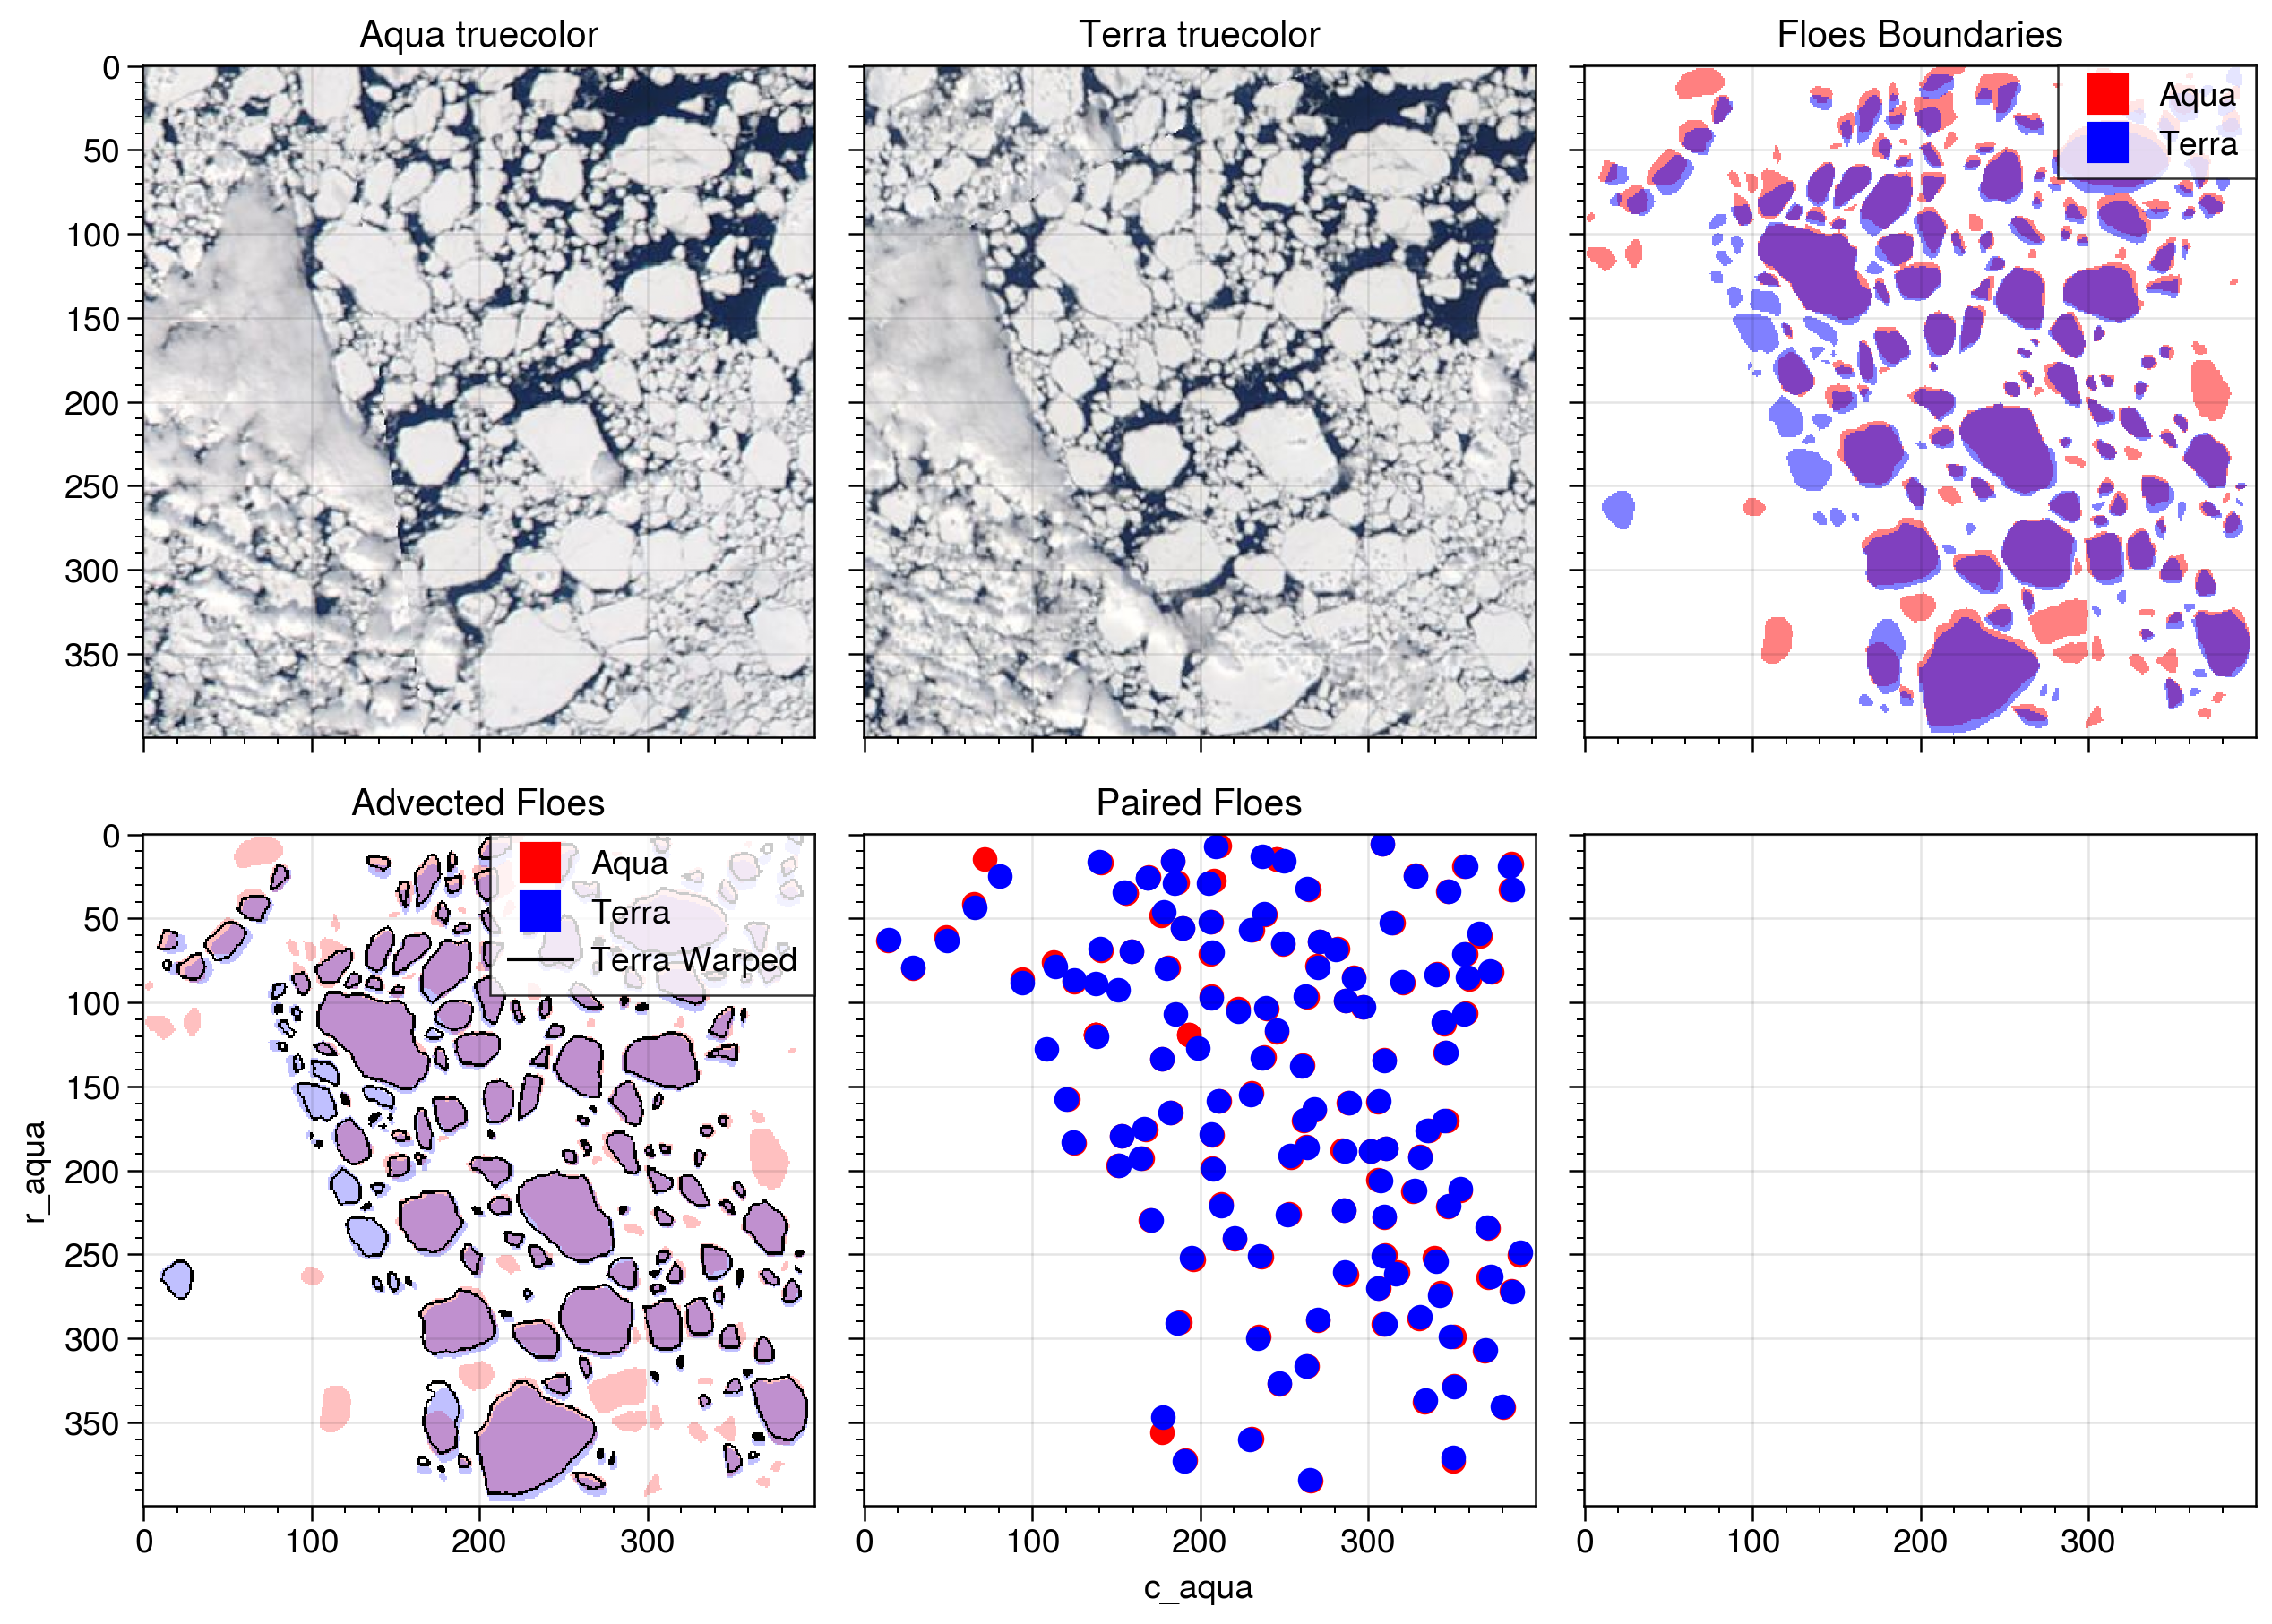 Aqua truecolor
Terra truecolor
Floes Boundaries
0
50
100
150
200
250
300
350
Aqua
Terra
Advected Floes
Paired Floes
0
50
100
150
200
250
300
350
Aqua
Terra
Terra Warped
r_aqua
0 100 200 300
0 100 200 300
0 100 200 300
c_aqua